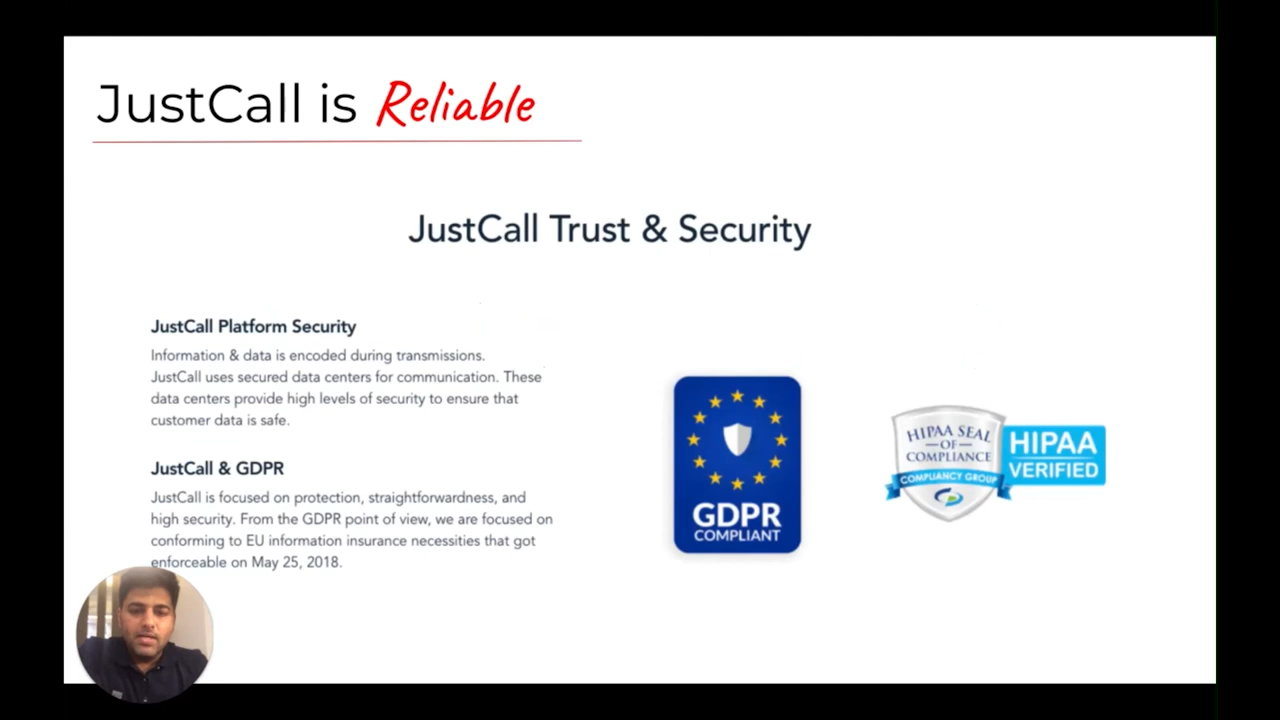 JustCall is Reliable
JustCall Trust & Security
JustCall Platform Security
Information & data is encoded during transmissions.
JustCall uses secured data centers for communication. These
data centers provide high levels of security to ensure that
customer data is safe.
JustCall & GDPR
JustCall is focused on protection, straightforwardness, and
high security. From the GDPR point of view, we are focused on
conforming to EU information insurance necessities that got
enforceable on May 25, 2018.
GDPR
COMPLIANT
HIPAA SEAL
OF
COMPLIANCE
COMPLIANCY GROUP
HIPAA
VERIFIED